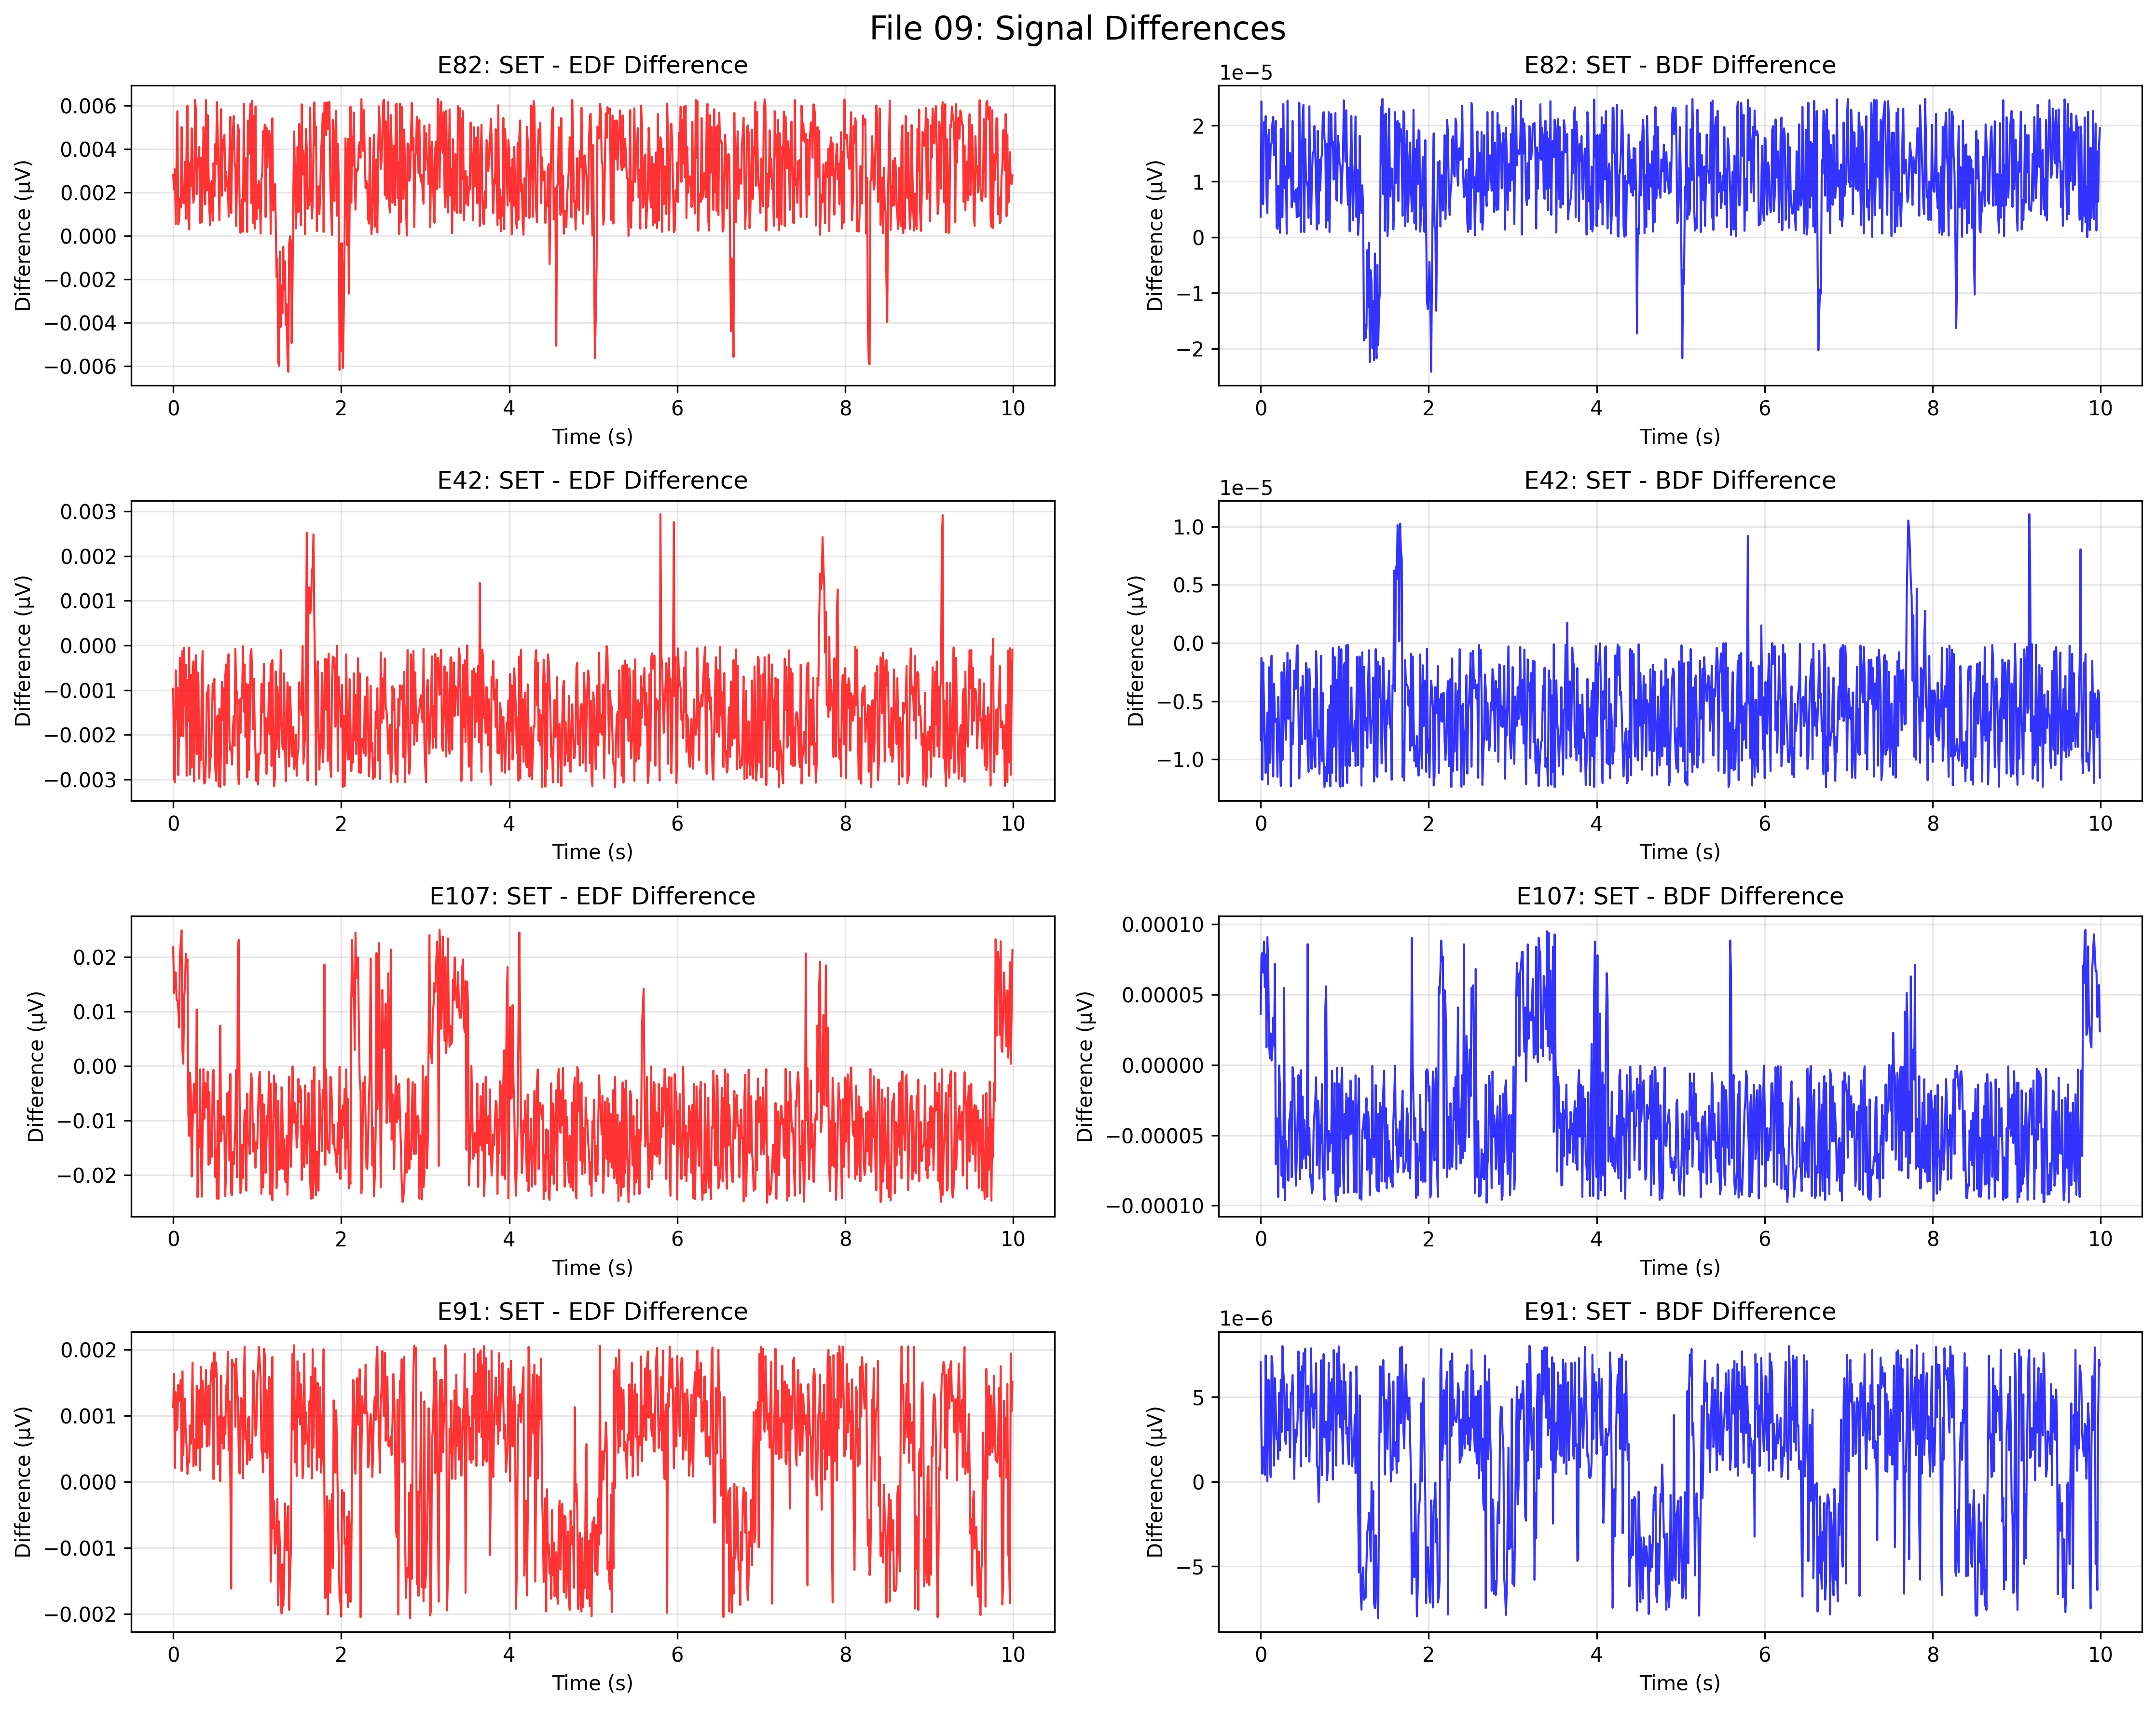 File 09: Signal Differences
E82: SET - EDF Difference
Difference (µV)
0.006
0.004
0.002
0.000
−0.002
−0.004
−0.006
0 2 4 6 8 10
Time (s)
E82: SET - BDF Difference
1e−5
Difference (µV)
2
1
0
−1
−2
0 2 4 6 8 10
Time (s)
E42: SET - EDF Difference
Difference (µV)
0.003
0.002
0.001
0.000
−0.001
−0.002
−0.003
0 2 4 6 8 10
Time (s)
E42: SET - BDF Difference
1e−5
Difference (µV)
1.0
0.5
0.0
−0.5
−1.0
0 2 4 6 8 10
Time (s)
E107: SET - EDF Difference
Difference (µV)
0.02
0.01
0.00
−0.01
−0.02
0 2 4 6 8 10
Time (s)
E107: SET - BDF Difference
Difference (µV)
0.00010
0.00005
0.00000
−0.00005
−0.00010
0 2 4 6 8 10
Time (s)
E91: SET - EDF Difference
Difference (µV)
0.002
0.001
0.000
−0.001
−0.002
0 2 4 6 8 10
Time (s)
E91: SET - BDF Difference
1e−6
Difference (µV)
5
0
−5
0 2 4 6 8 10
Time (s)